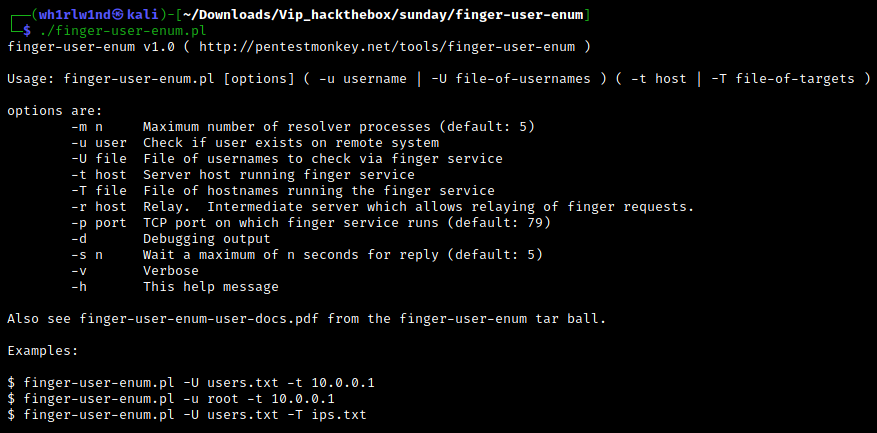 ┌──(wh1rlw1nd㉿kali)-[~/Downloads/Vip_hackthebox/sunday/finger-user-enum]
└─$ ./finger-user-enum.pl
finger-user-enum v1.0 ( http://pentestmonkey.net/tools/finger-user-enum )

Usage: finger-user-enum.pl [options] ( -u username | -U file-of-usernames ) ( -t host | -T file-of-targets )

options are:
        -m n     Maximum number of resolver processes (default: 5)
        -u user  Check if user exists on remote system
        -U file  File of usernames to check via finger service
        -t host  Server host running finger service
        -T file  File of hostnames running the finger service
        -r host  Relay.  Intermediate server which allows relaying of finger requests.
        -p port  TCP port on which finger service runs (default: 79)
        -d       Debugging output
        -s n     Wait a maximum of n seconds for reply (default: 5)
        -v       Verbose
        -h       This help message

Also see finger-user-enum-user-docs.pdf from the finger-user-enum tar ball.

Examples:

$ finger-user-enum.pl -U users.txt -t 10.0.0.1
$ finger-user-enum.pl -u root -t 10.0.0.1
$ finger-user-enum.pl -U users.txt -T ips.txt